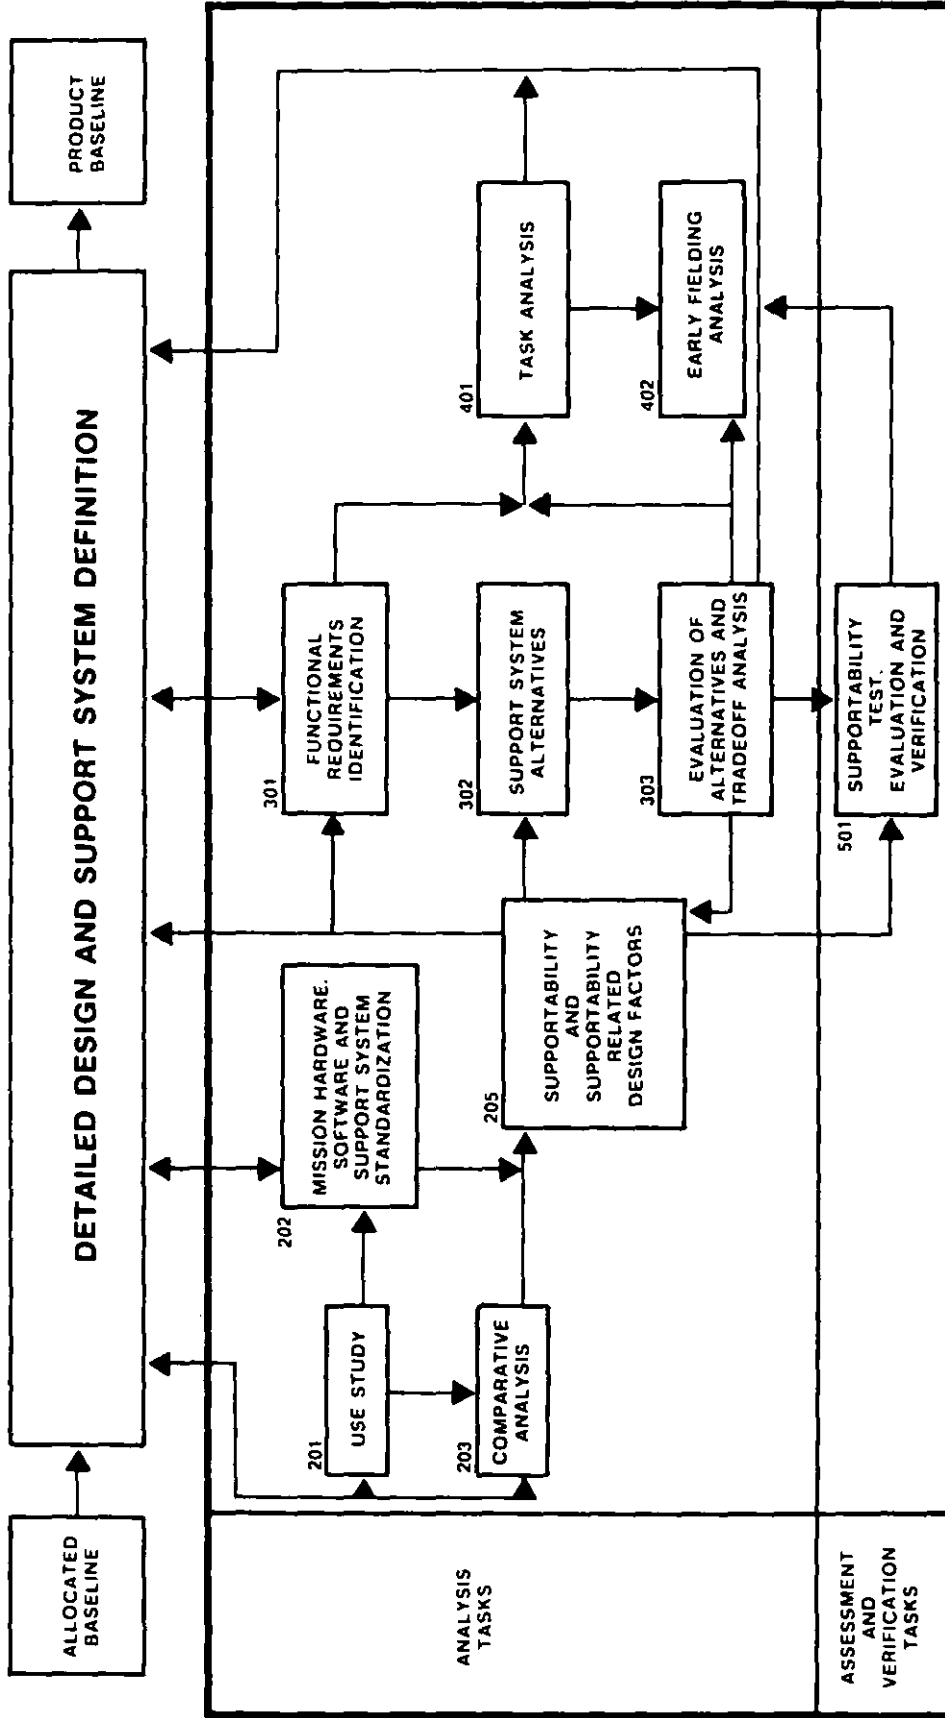 ALLOCATED
BASELINE
DETAILED DESIGN AND SUPPORT SYSTEM DEFINITION
PRODUCT
BASELINE
ANALYSIS
TASKS
201
USE STUDY
203
COMPARATIVE
ANALYSIS
202
MISSION HARDWARE.
SOFTWARE AND
SUPPORT SYSTEM
STANDARDIZATION
205
SUPPORTABILITY
AND
SUPPORTABILITY
RELATED
DESIGN FACTORS
301
FUNCTIONAL
REQUIREMENTS
IDENTIFICATION
302
SUPPORT SYSTEM
ALTERNATIVES
303
EVALUATION OF
ALTERNATIVES AND
TRADEOFF ANALYSIS
401
TASK ANALYSIS
402
EARLY FIELDING
ANALYSIS
ASSESSMENT
AND
VERIFICATION
TASKS
501
SUPPORTABILITY
TEST.
EVALUATION AND
VERIFICATION